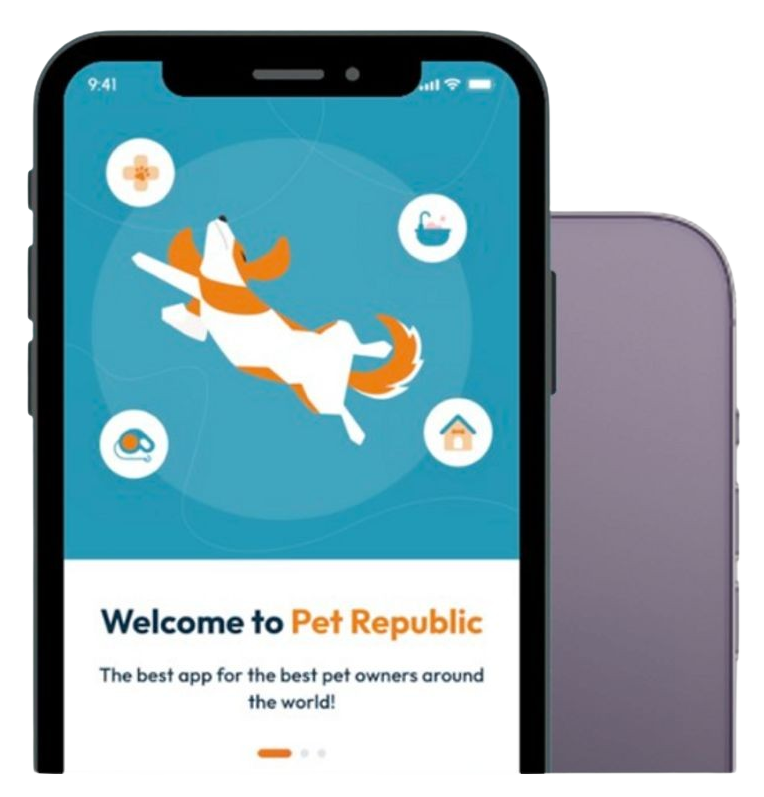 9:41
Welcome to Pet Republic
The best app for the best pet owners around
the world!